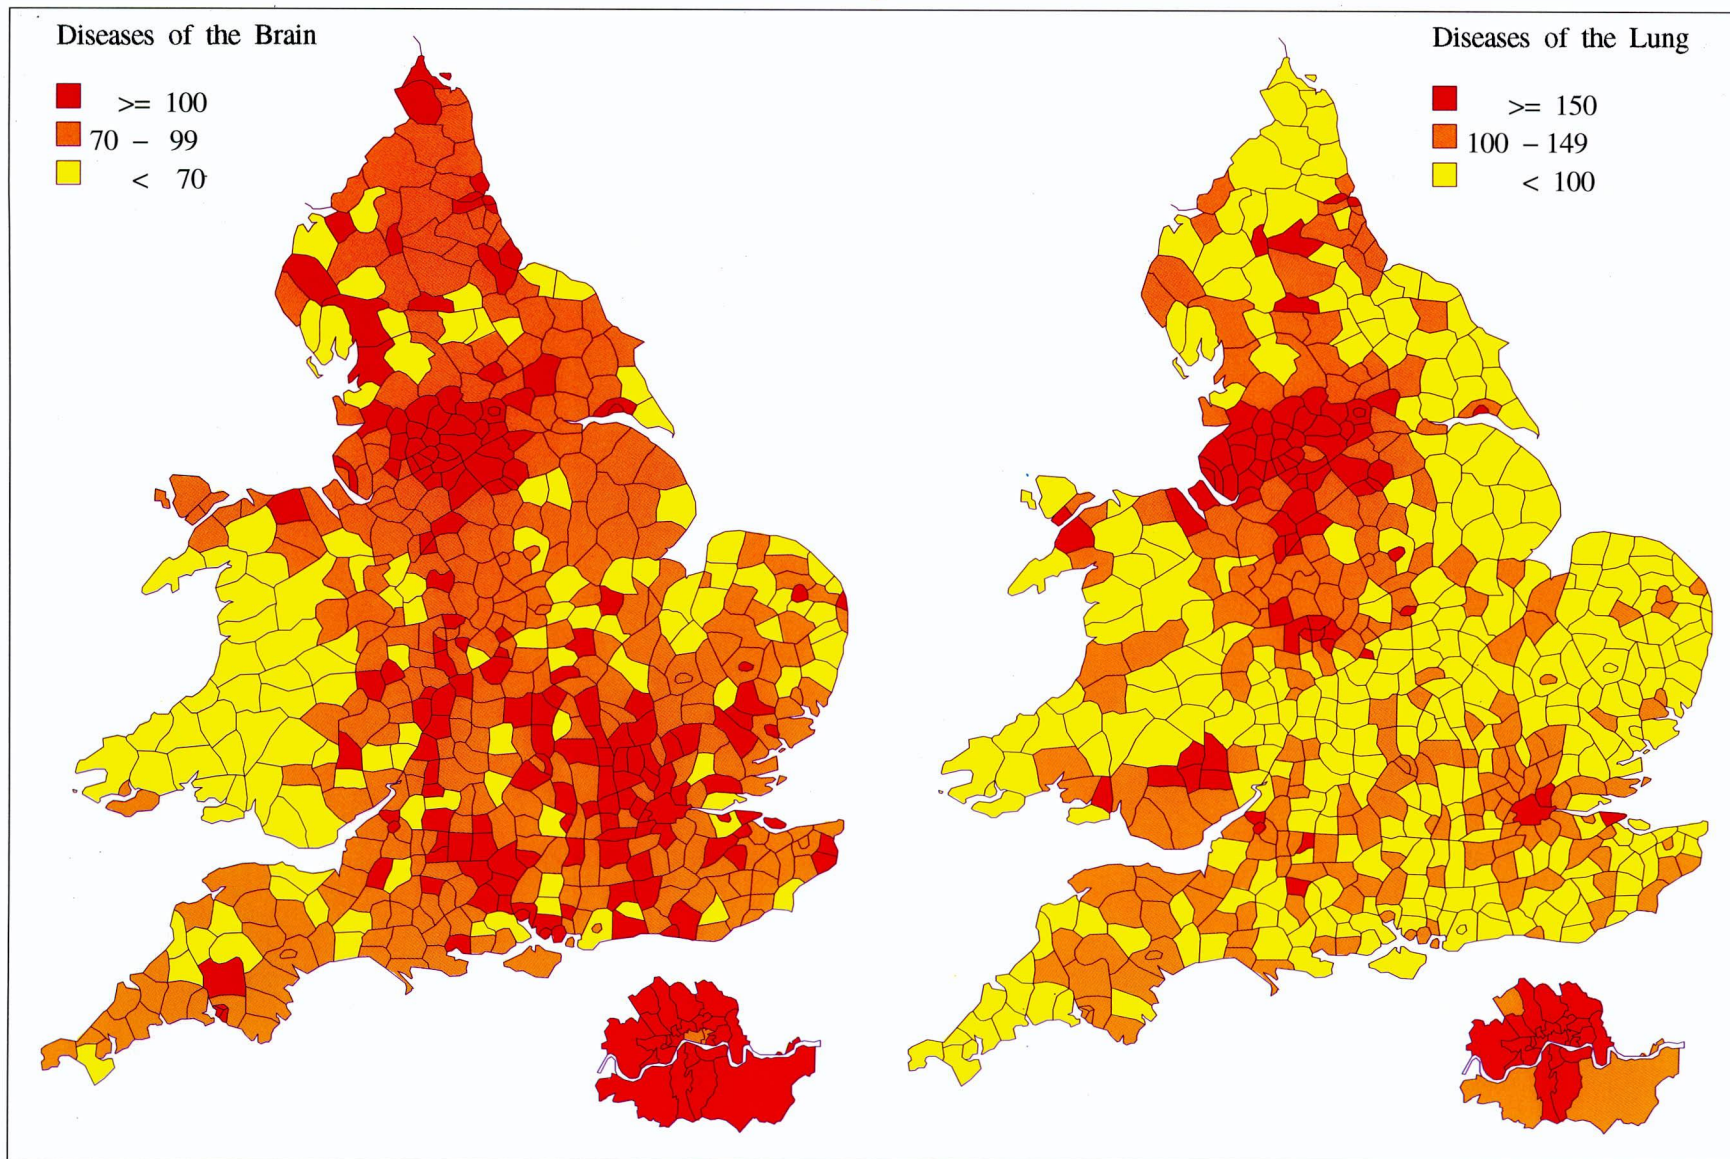 Diseases of the Brain
>= 100
70 – 99
< 70
Diseases of the Lung
>= 150
100 – 149
< 100